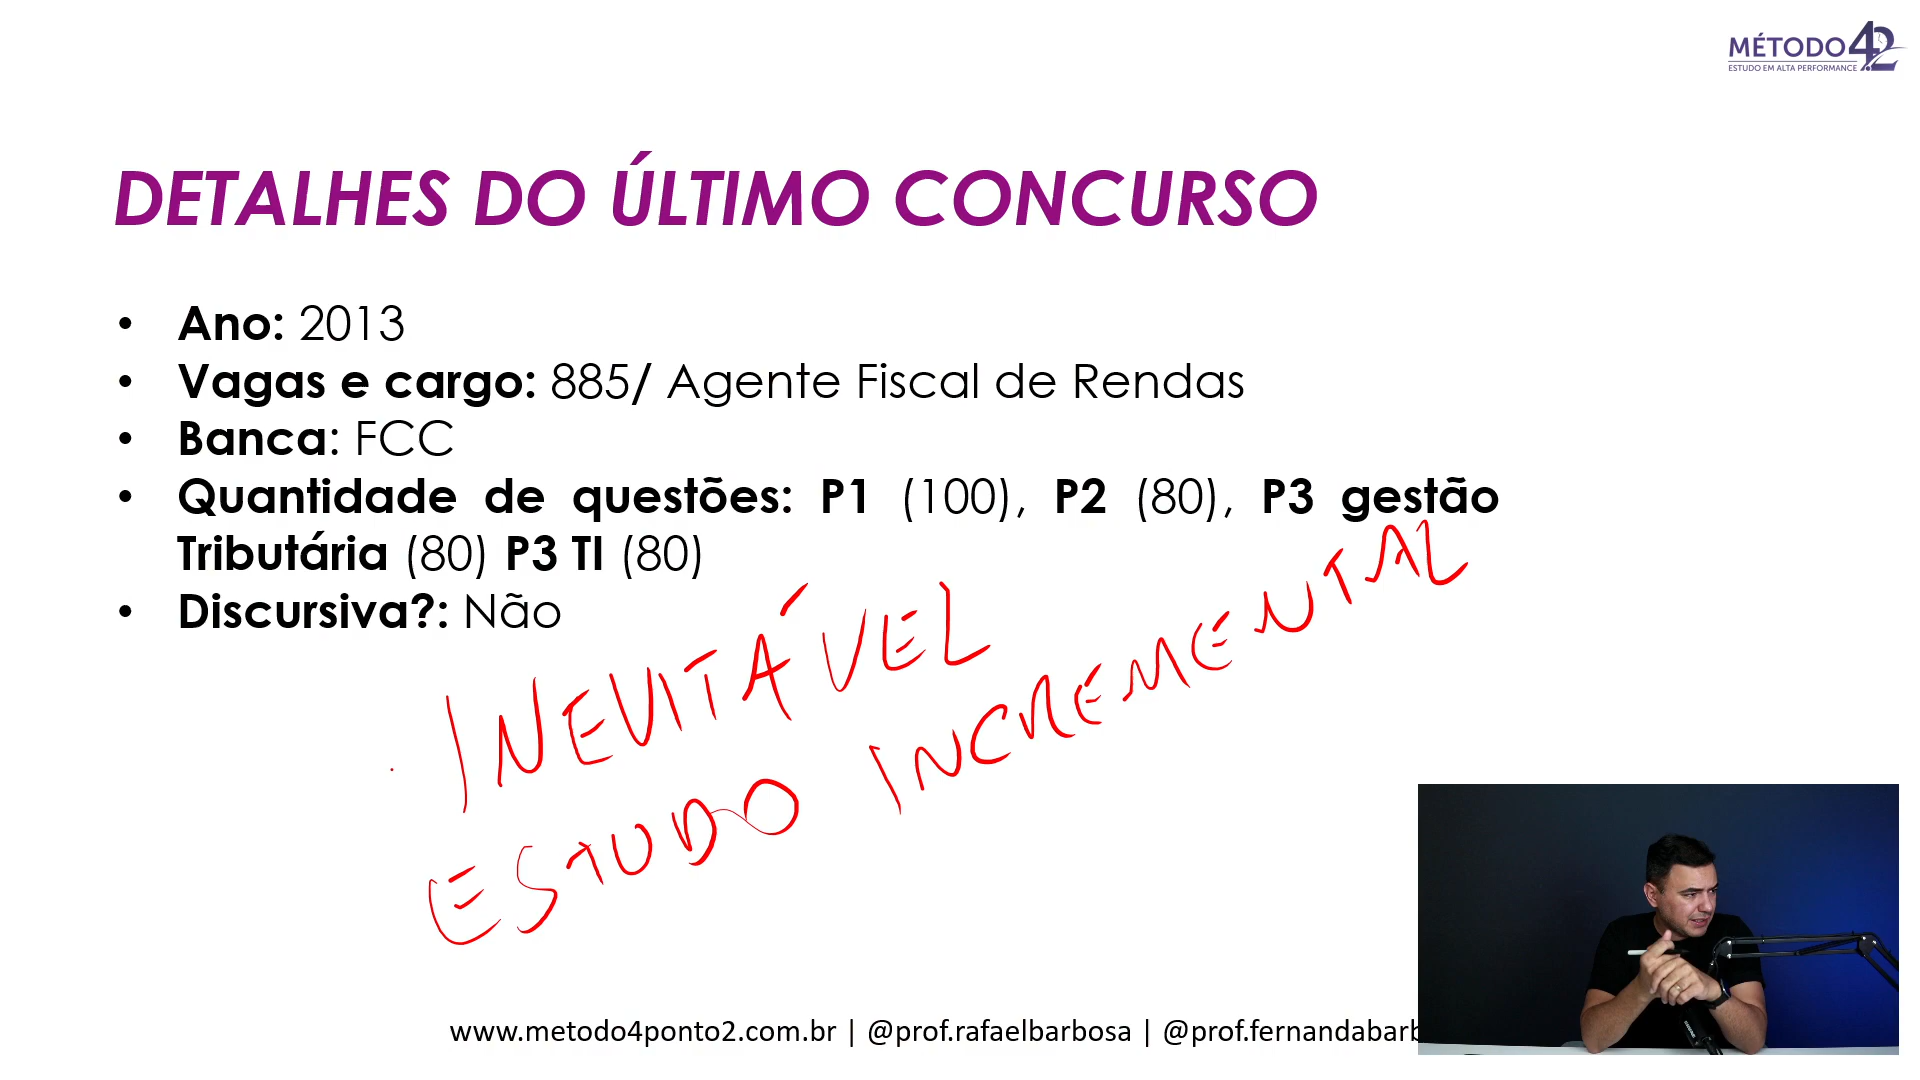 MÉTODO 4.2
ESTUDO EM ALTA PERFORMANCE
DETALHES DO ÚLTIMO CONCURSO
• Ano: 2013
• Vagas e cargo: 885/ Agente Fiscal de Rendas
• Banca: FCC
• Quantidade de questões: P1 (100), P2 (80), P3 gestão
Tributária (80) P3 TI (80)
• Discursiva?: Não
INEVITÁVEL
ESTUDO INCREMENTAL
www.metodo4ponto2.com.br | @prof.rafaelbarbosa | @prof.fernandabarb